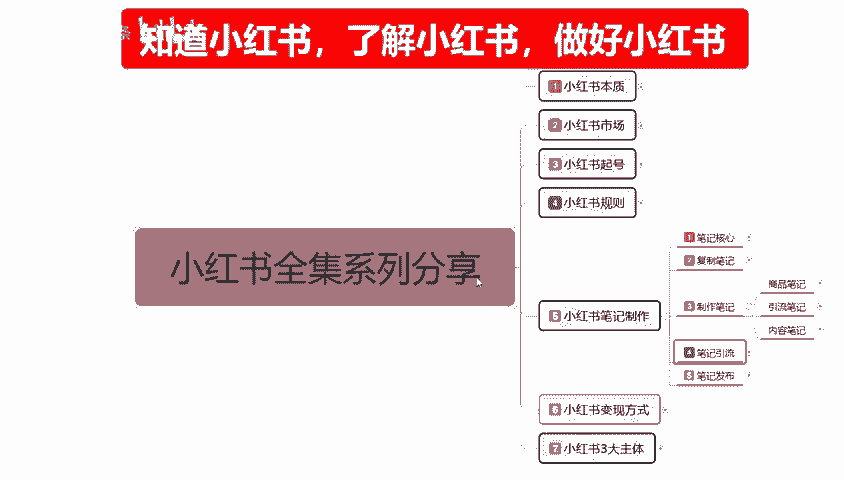 知道小红书，了解小红书，做好小红书
1 小红书本质
2 小红书市场
3 小红书起号
4 小红书规则
小红书全集系列分享
5 小红书笔记制作
1 笔记核心
2 复制笔记
3 制作笔记
商品笔记
引流笔记
内容笔记
4 笔记引流
5 笔记发布
6 小红书变现方式
7 小红书3大主体